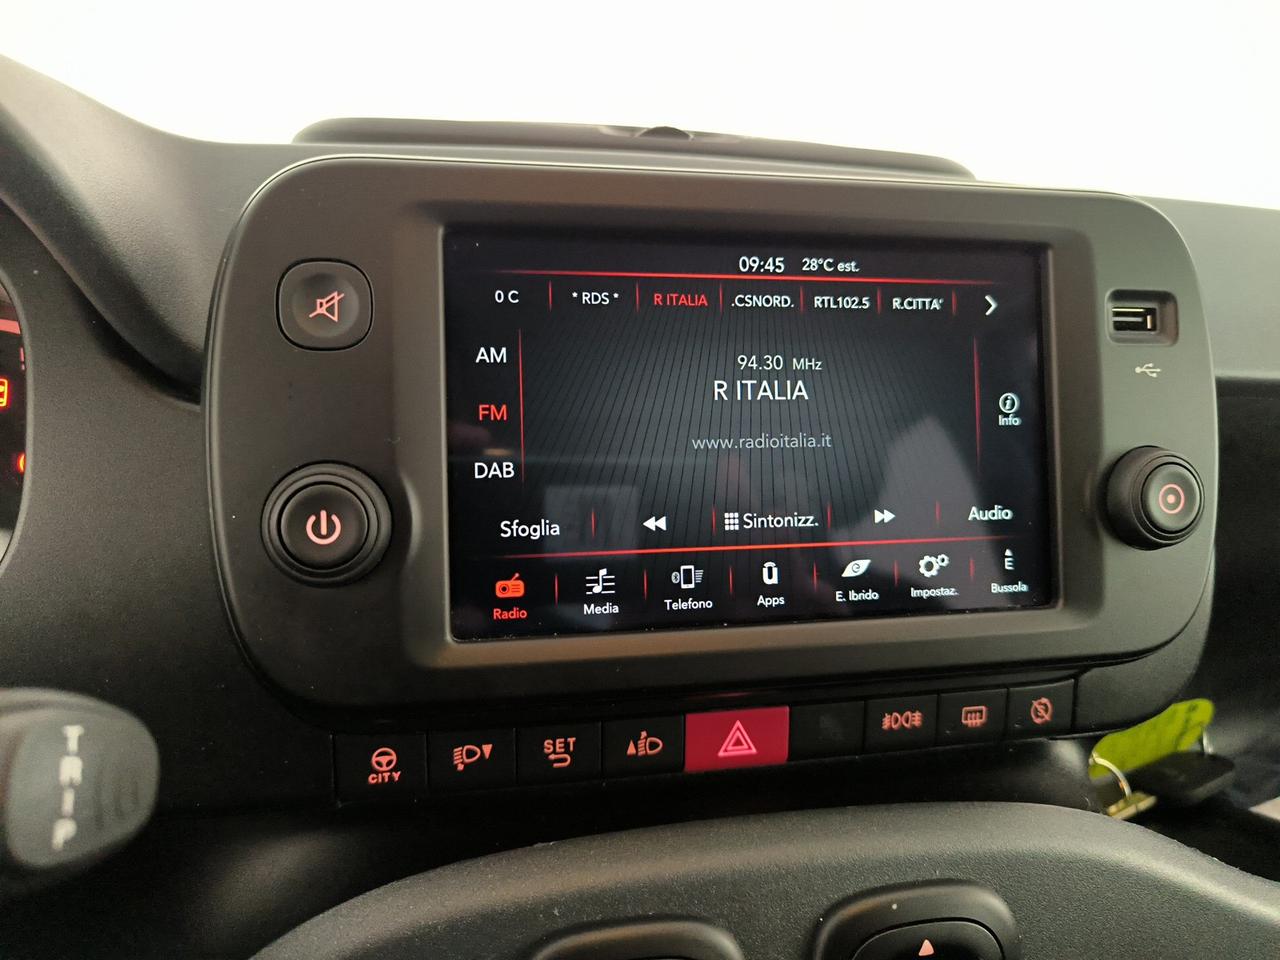 09:45 28°C est.
0 C * RDS * R ITALIA .CSNORD. RTL102.5 R.CITTA'
AM
94.30 MHz
R ITALIA
FM
Info
www.radioitalia.it
DAB
Sfoglia Sintonizz. Audio
E
Radio Media Telefono Apps E. Ibrido Impostaz. Bussola
CITY SET
TRIP